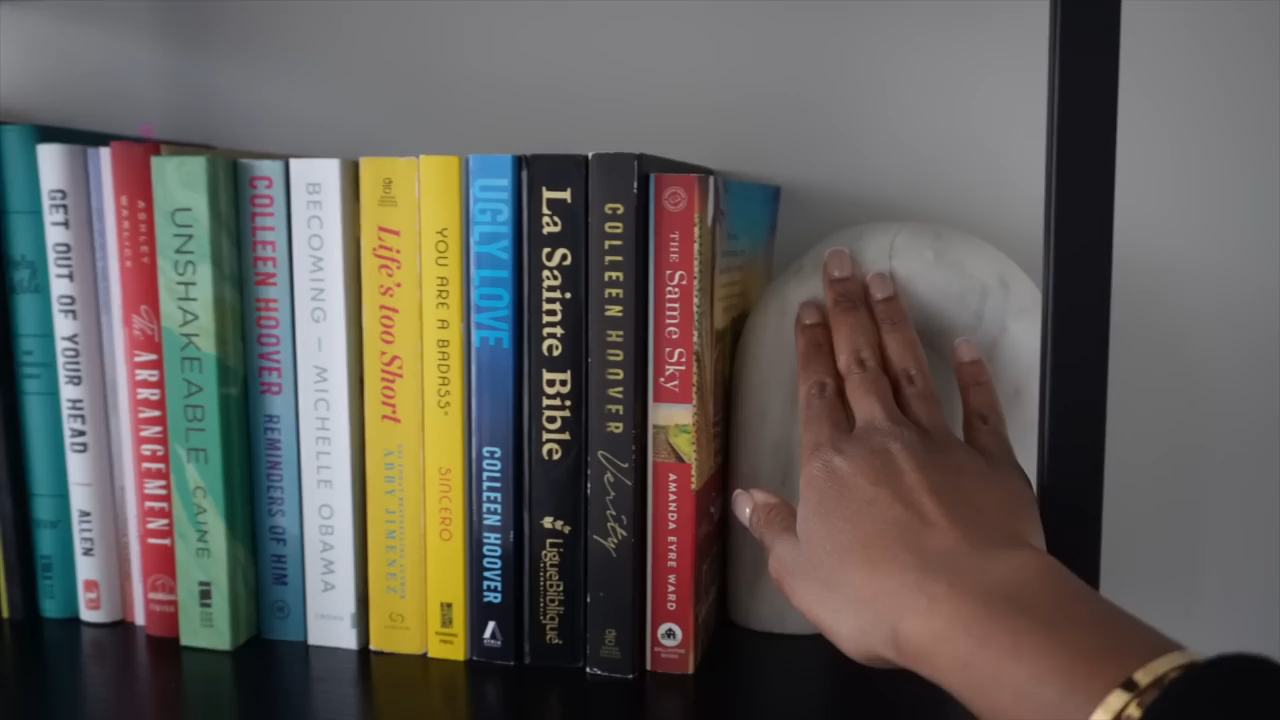 GET OUT OF YOUR HEAD
ALLEN
ASHLEY WARLICK
The ARRANGEMENT
UNSHAKEABLE
CAINE
COLLEEN HOOVER
REMINDERS OF HIM
BECOMING – MICHELLE OBAMA
Life's too Short
ABBY JIMENEZ
YOU ARE A BADASS®
SINCERO
UGLY LOVE
COLLEEN HOOVER
La Sainte Bible
LigueBiblique
COLLEEN HOOVER
Verity
THE Same Sky
AMANDA EYRE WARD